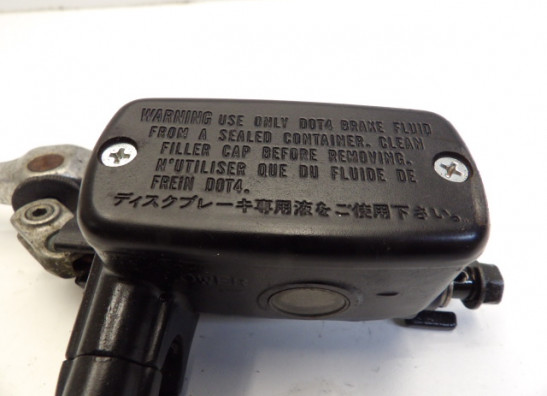 WARNING USE ONLY DOT4 BRAKE FLUID
FROM A SEALED CONTAINER. CLEAN
FILLER CAP BEFORE REMOVING.
N'UTILISER QUE DU FLUIDE DE
FREIN DOT4.
ディスクブレーキ専用液をご使用下さい。
LOWER